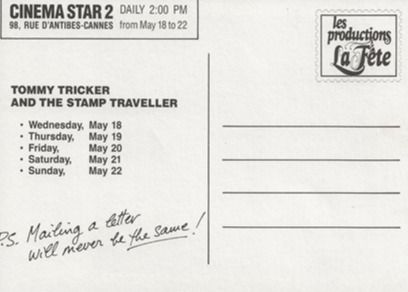 CINEMA STAR 2 DAILY 2:00 PM
98, RUE D'ANTIBES-CANNES from May 18 to 22
les
productions
La Fête
TOMMY TRICKER
AND THE STAMP TRAVELLER
• Wednesday, May 18
• Thursday, May 19
• Friday, May 20
• Saturday, May 21
• Sunday, May 22
P.S. Mailing a letter
will never be the same!